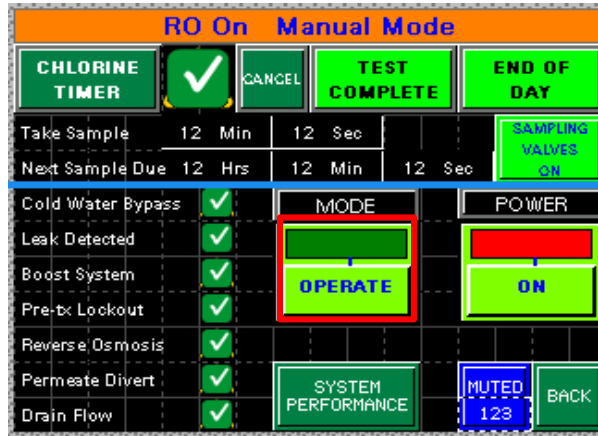 RO On Manual Mode
CHLORINE
TIMER
CANCEL
TEST
COMPLETE
END OF
DAY
Take Sample 12 Min 12 Sec
SAMPLING
VALVES
ON
Next Sample Due 12 Hrs 12 Min 12 Sec
Cold Water Bypass
MODE
POWER
Leak Detected
Boost System
OPERATE
ON
Pre-tx Lockout
Reverse Osmosis
Permeate Divert
SYSTEM
PERFORMANCE
MUTED
123
BACK
Drain Flow